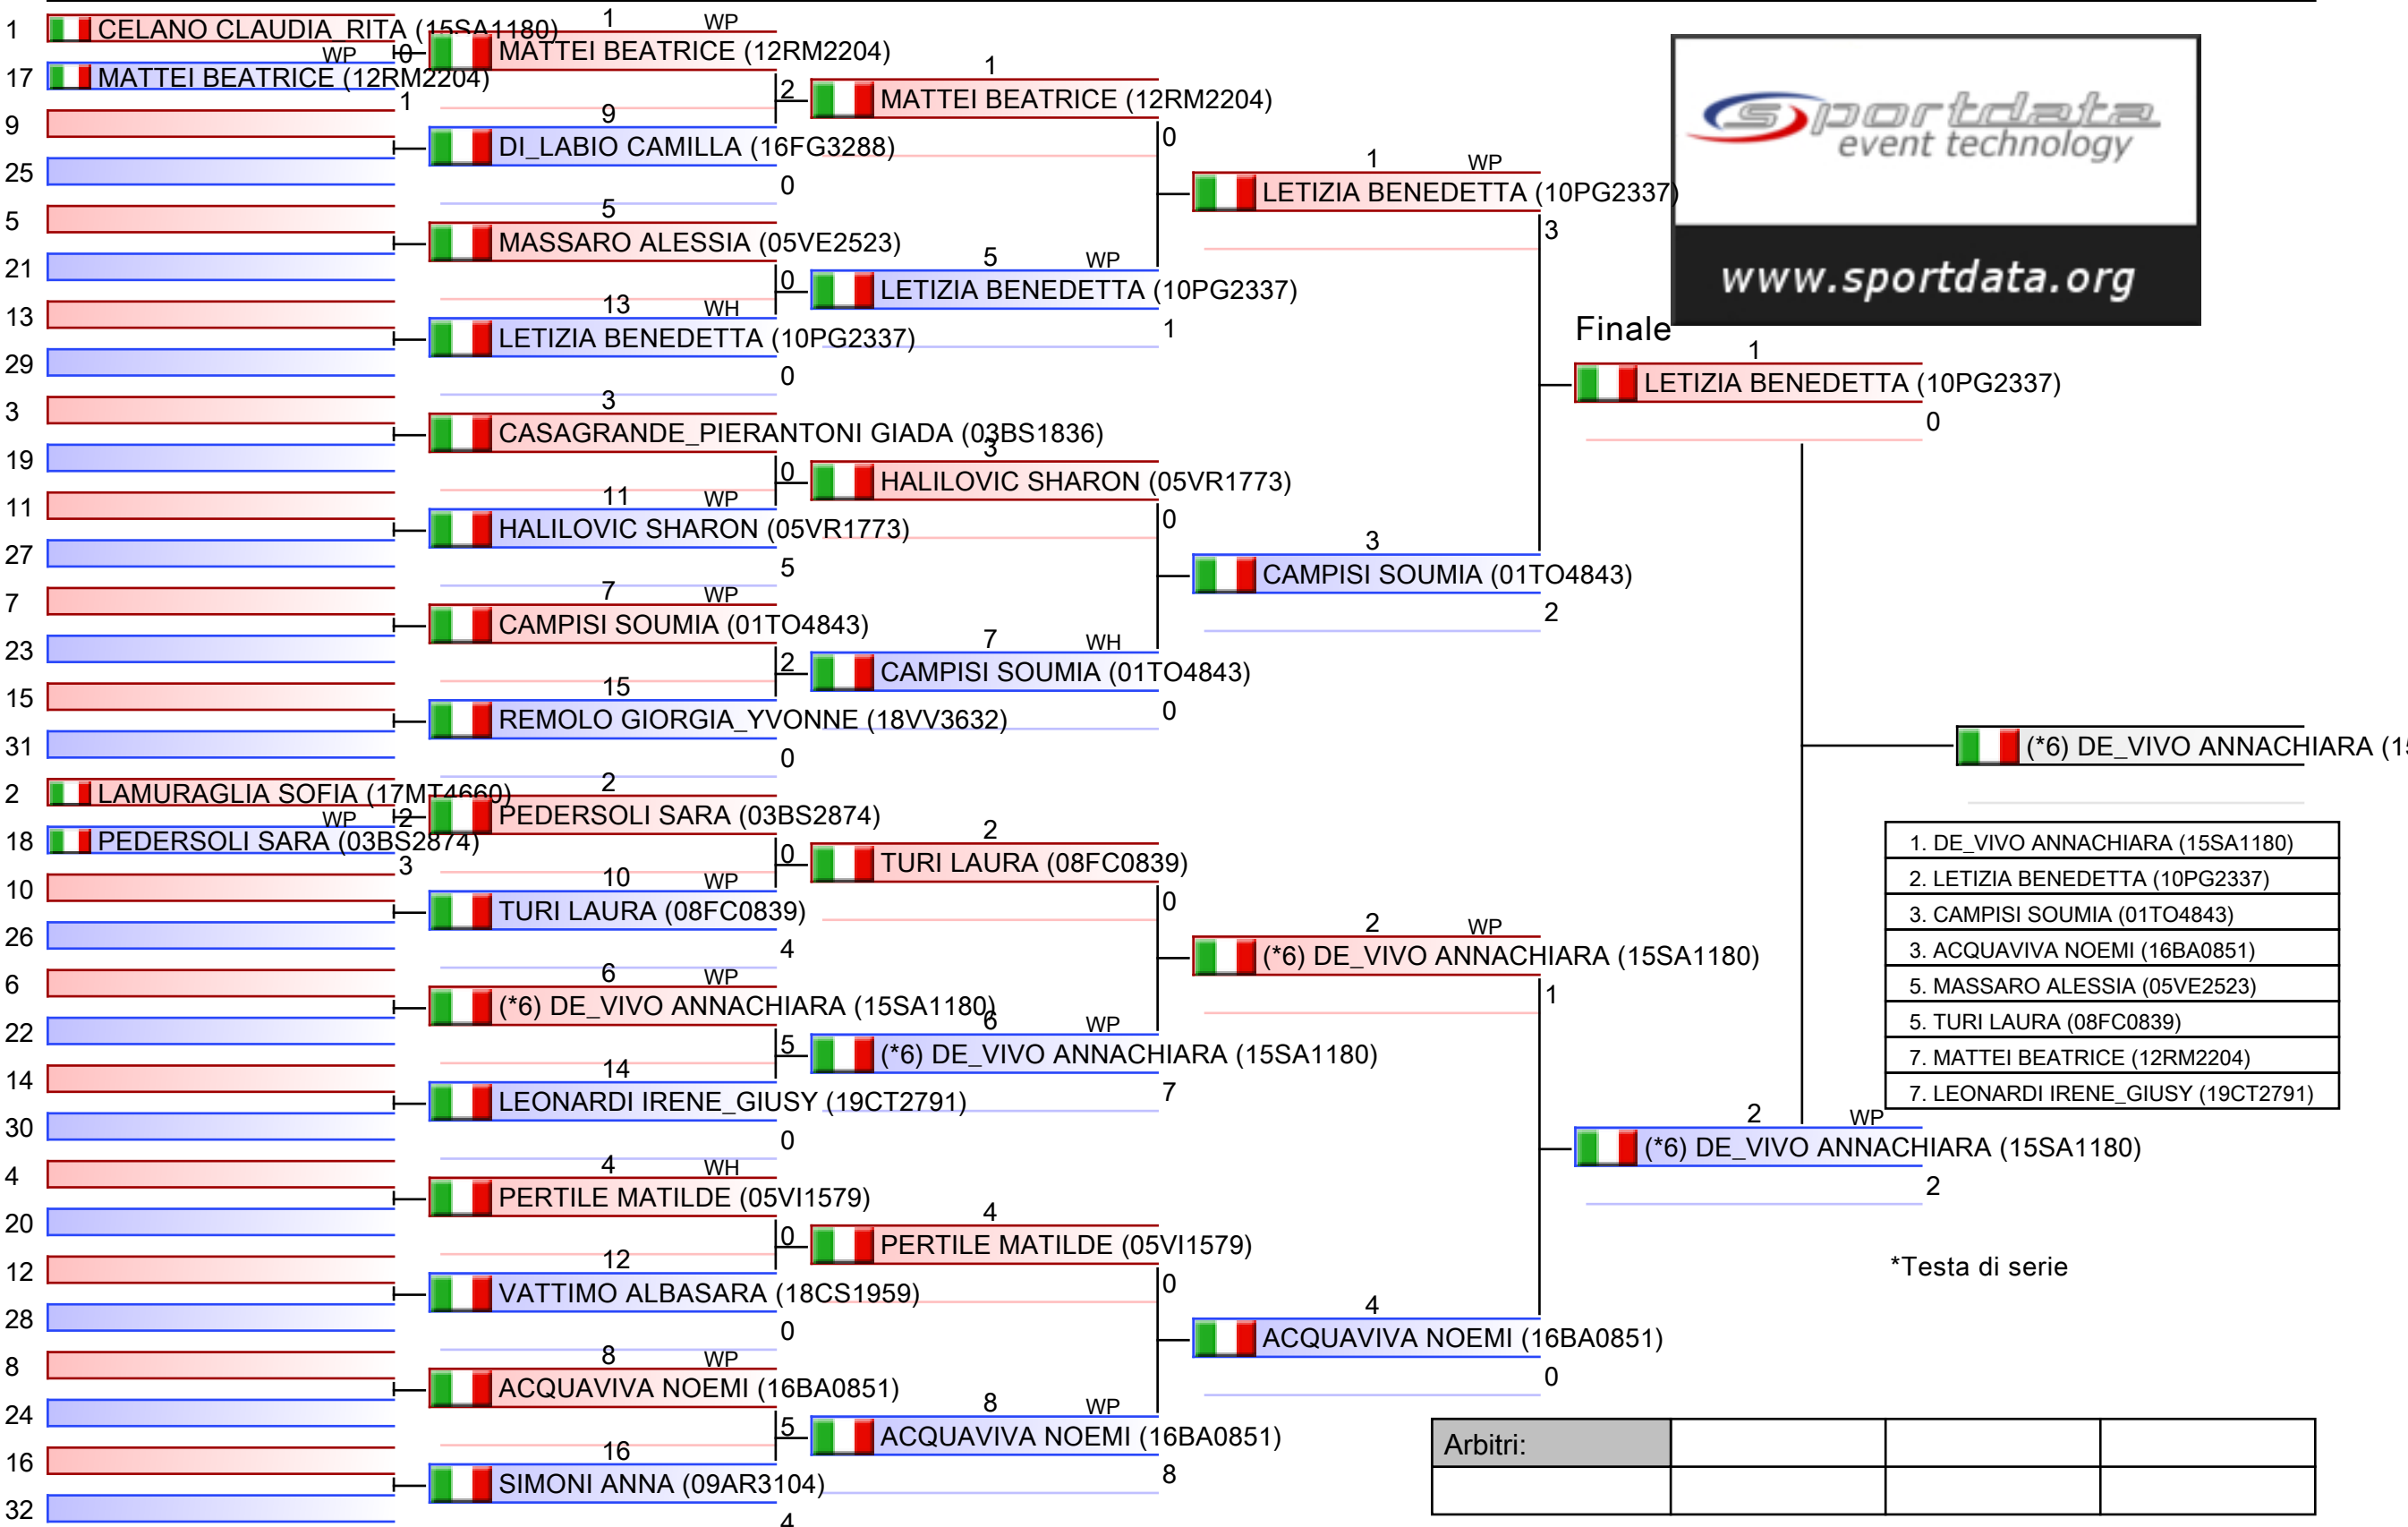 1 CELANO CLAUDIA_RITA (15SA1180)
WP 0
17 MATTEI BEATRICE (12RM2204)
1
9
25
5
21
13
29
3
19
11
27
7
23
15
31
2 LAMURAGLIA SOFIA (17MT4660)
WP 2
18 PEDERSOLI SARA (03BS2874)
3
10
26
6
22
14
30
4
20
12
28
8
24
16
32
1 WP
MATTEI BEATRICE (12RM2204)
2
9
DI_LABIO CAMILLA (16FG3288)
0
5
MASSARO ALESSIA (05VE2523)
0
13 WH
LETIZIA BENEDETTA (10PG2337)
0
3
CASAGRANDE_PIERANTONI GIADA (03BS1836)
0
11 WP
HALILOVIC SHARON (05VR1773)
5
7 WP
CAMPISI SOUMIA (01TO4843)
2
15
REMOLO GIORGIA_YVONNE (18VV3632)
0
2
PEDERSOLI SARA (03BS2874)
0
10 WP
TURI LAURA (08FC0839)
4
6 WP
(*6) DE_VIVO ANNACHIARA (15SA1180)
5
14
LEONARDI IRENE_GIUSY (19CT2791)
0
4 WH
PERTILE MATILDE (05VI1579)
0
12
VATTIMO ALBASARA (18CS1959)
0
8 WP
ACQUAVIVA NOEMI (16BA0851)
5
16
SIMONI ANNA (09AR3104)
4
1
MATTEI BEATRICE (12RM2204)
0
5 WP
LETIZIA BENEDETTA (10PG2337)
1
3
HALILOVIC SHARON (05VR1773)
0
7 WH
CAMPISI SOUMIA (01TO4843)
0
2
TURI LAURA (08FC0839)
0
6 WP
(*6) DE_VIVO ANNACHIARA (15SA1180)
7
4
PERTILE MATILDE (05VI1579)
0
8 WP
ACQUAVIVA NOEMI (16BA0851)
8
1 WP
LETIZIA BENEDETTA (10PG2337)
3
3
CAMPISI SOUMIA (01TO4843)
2
2 WP
(*6) DE_VIVO ANNACHIARA (15SA1180)
1
4
ACQUAVIVA NOEMI (16BA0851)
0
sportdata
event technology
www.sportdata.org
Finale
1
LETIZIA BENEDETTA (10PG2337)
0
2 WP
(*6) DE_VIVO ANNACHIARA (15SA1180)
2
(*6) DE_VIVO ANNACHIARA (15
1. DE_VIVO ANNACHIARA (15SA1180)
2. LETIZIA BENEDETTA (10PG2337)
3. CAMPISI SOUMIA (01TO4843)
3. ACQUAVIVA NOEMI (16BA0851)
5. MASSARO ALESSIA (05VE2523)
5. TURI LAURA (08FC0839)
7. MATTEI BEATRICE (12RM2204)
7. LEONARDI IRENE_GIUSY (19CT2791)
*Testa di serie
Arbitri: